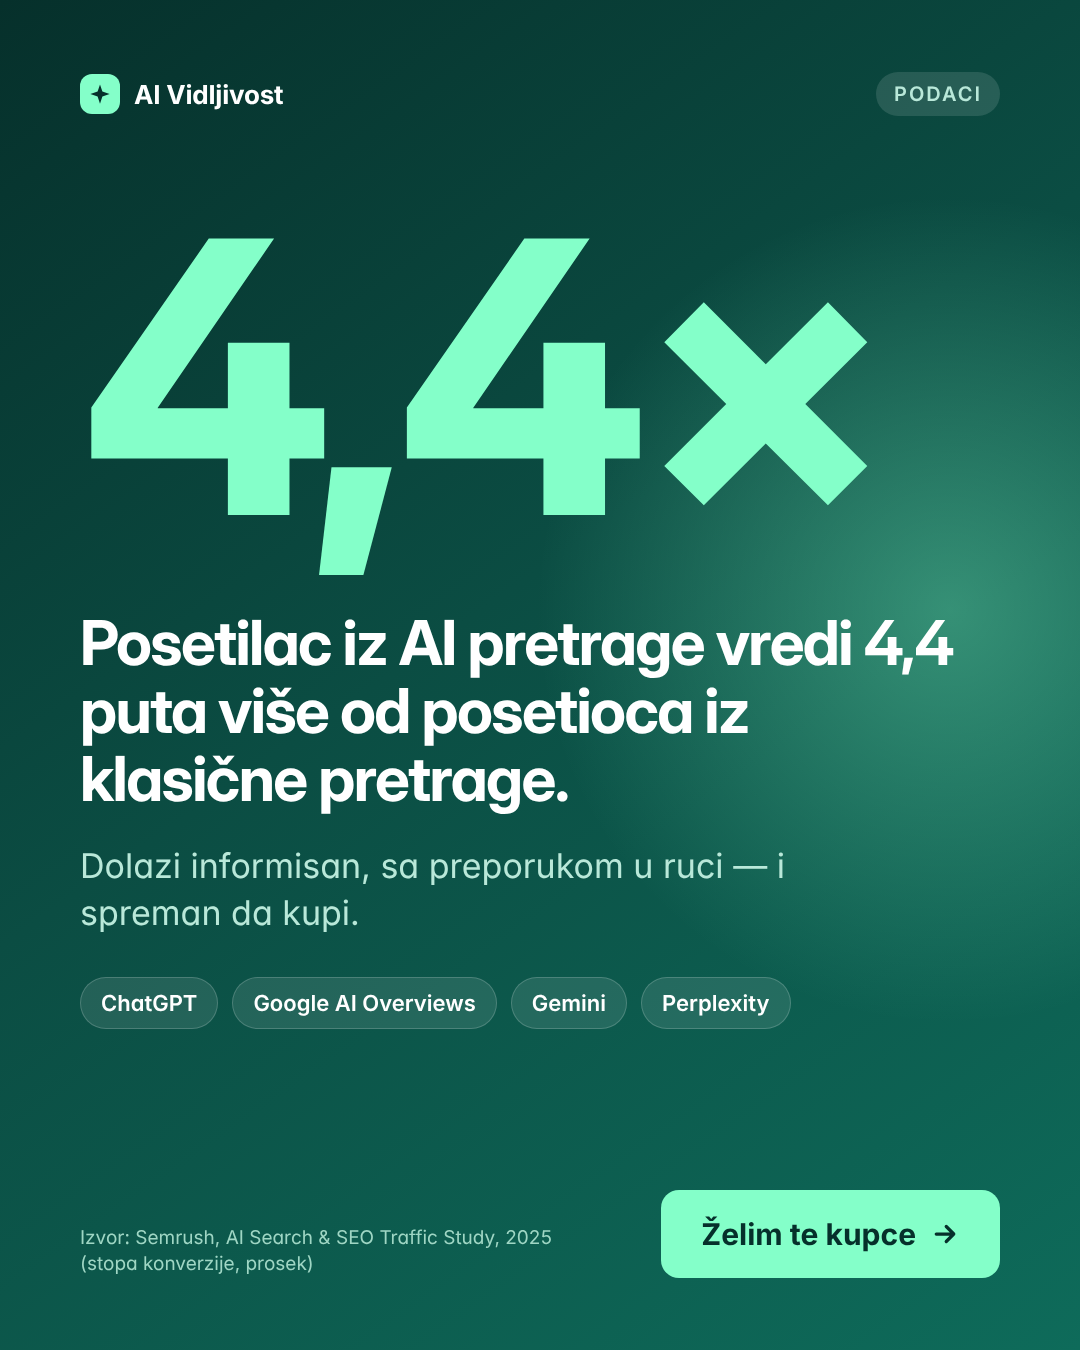 AI Vidljivost
PODACI
4,4×
Posetilac iz AI pretrage vredi 4,4
puta više od posetioca iz
klasične pretrage.
Dolazi informisan, sa preporukom u ruci — i
spreman da kupi.
ChatGPT
Google AI Overviews
Gemini
Perplexity
Izvor: Semrush, AI Search & SEO Traffic Study, 2025
(stopa konverzije, prosek)
Želim te kupce →